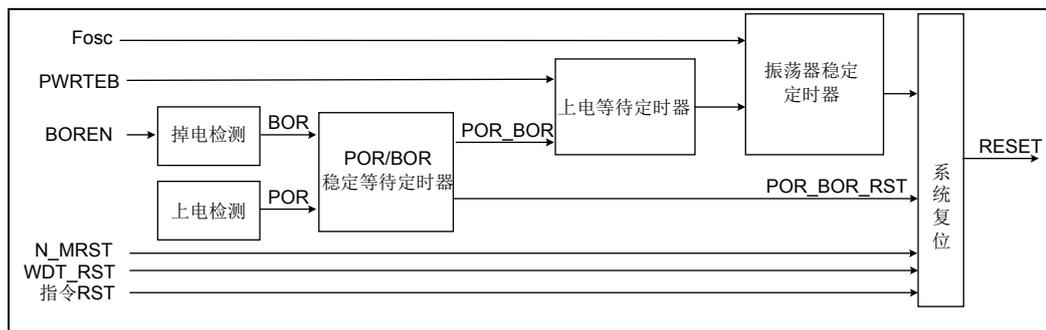 Fosc
PWRTEB
BOREN
掉电检测
BOR
上电检测
POR
POR/BOR
稳定等待定时器
POR_BOR
上电等待定时器
振荡器稳定
定时器
POR_BOR_RST
N_MRST
WDT_RST
指令RST
系
统
复
位
RESET